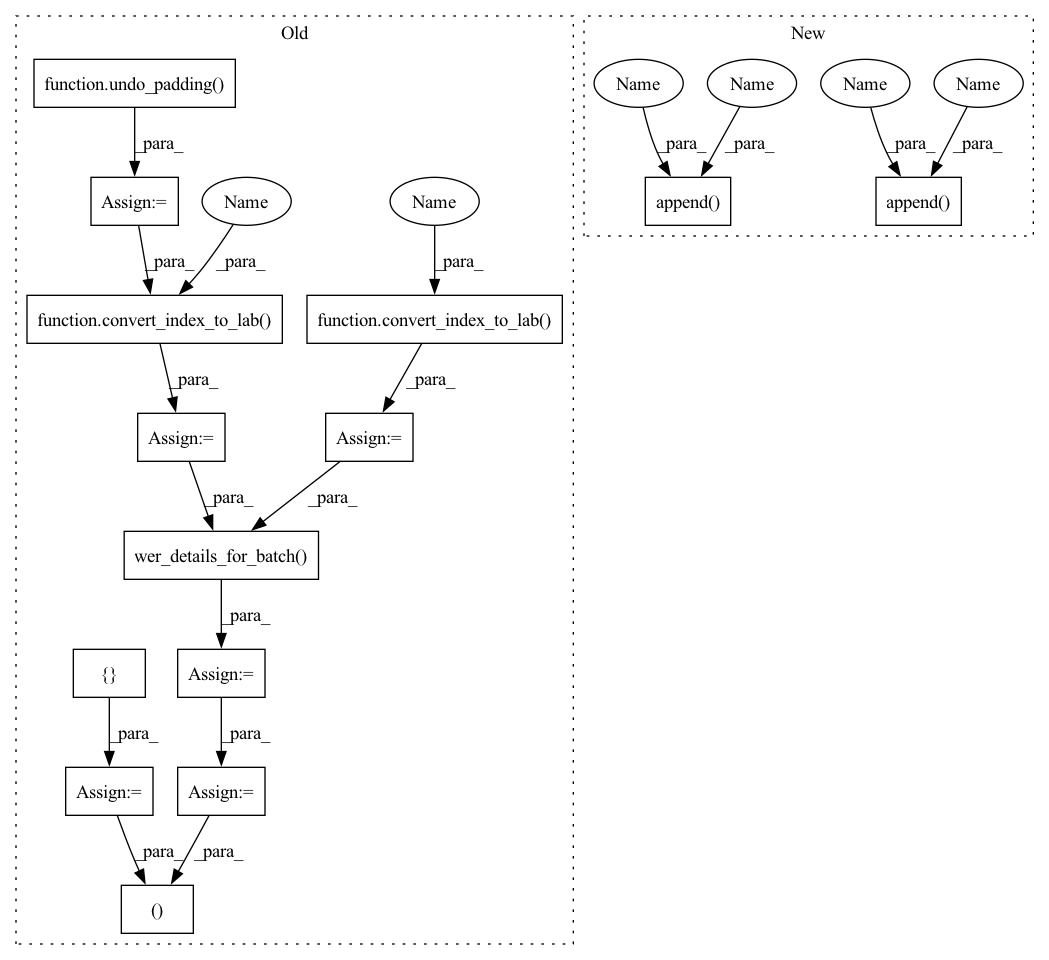 Old
New
function.undo_padding()
Name
Name
Name
Name
_para_
_para_
_para_
_para_
_para_
Assign:=
Name
Name
append()
append()
_para_
_para_
_para_
function.convert_index_to_lab()
function.convert_index_to_lab()
_para_
_para_
Assign:=
Assign:=
_para_
_para_
wer_details_for_batch()
_para_
{}
Assign:=
_para_
_para_
Assign:=
Assign:=
_para_
_para_
()